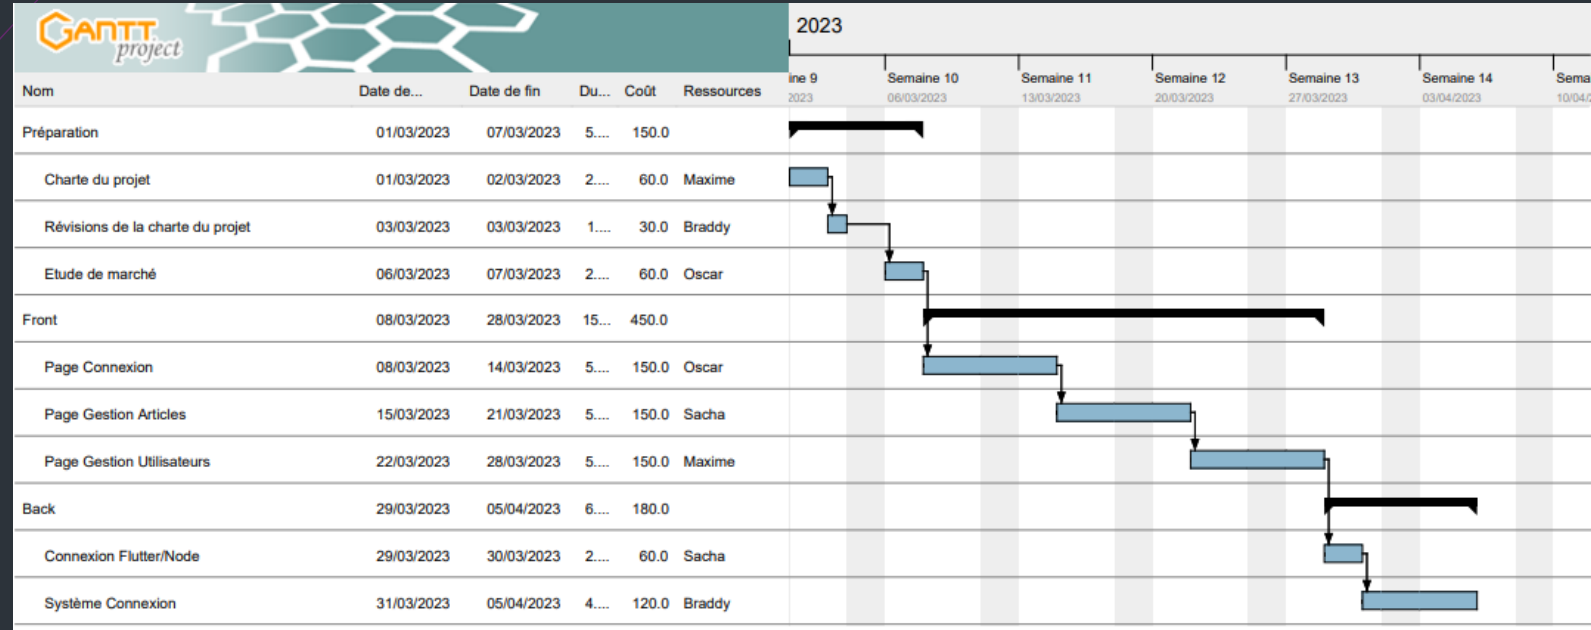 GANTT
project
2023
ine 9 Semaine 10 Semaine 11 Semaine 12 Semaine 13 Semaine 14 Sema
2023 06/03/2023 13/03/2023 20/03/2023 27/03/2023 03/04/2023 10/04/2
Nom Date de... Date de fin Du... Coût Ressources
Préparation 01/03/2023 07/03/2023 5.... 150.0
Charte du projet 01/03/2023 02/03/2023 2.... 60.0 Maxime
Révisions de la charte du projet 03/03/2023 03/03/2023 1.... 30.0 Braddy
Etude de marché 06/03/2023 07/03/2023 2.... 60.0 Oscar
Front 08/03/2023 28/03/2023 15... 450.0
Page Connexion 08/03/2023 14/03/2023 5.... 150.0 Oscar
Page Gestion Articles 15/03/2023 21/03/2023 5.... 150.0 Sacha
Page Gestion Utilisateurs 22/03/2023 28/03/2023 5.... 150.0 Maxime
Back 29/03/2023 05/04/2023 6.... 180.0
Connexion Flutter/Node 29/03/2023 30/03/2023 2.... 60.0 Sacha
Système Connexion 31/03/2023 05/04/2023 4.... 120.0 Braddy